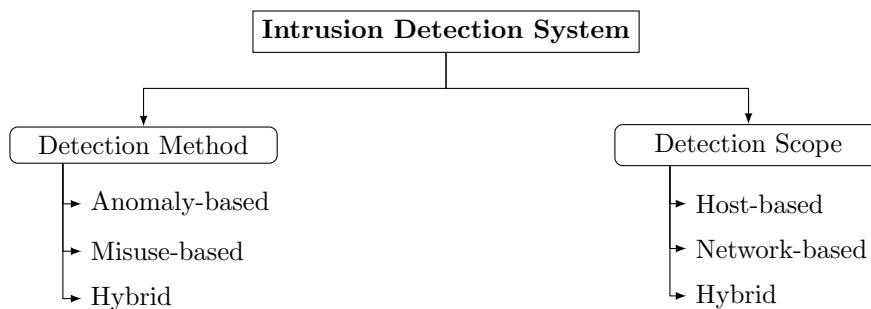 Intrusion Detection System
Detection Method
Detection Scope
Anomaly-based
Host-based
Misuse-based
Network-based
Hybrid
Hybrid